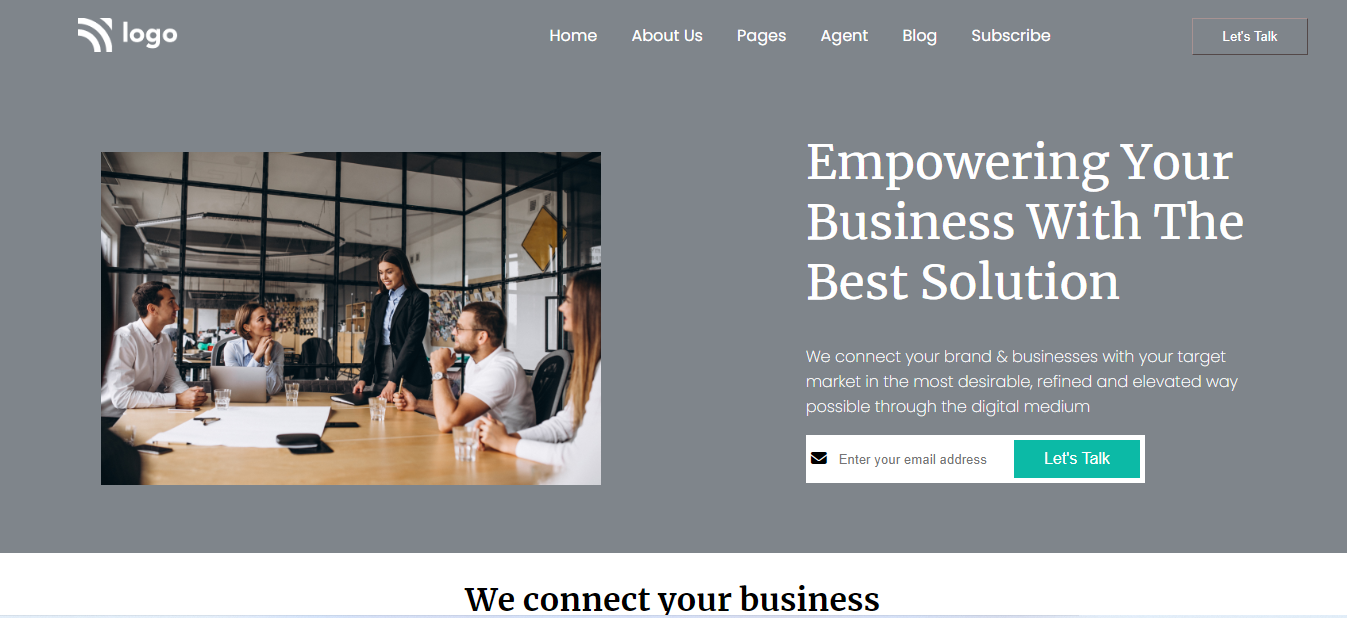 logo
Home
About Us
Pages
Agent
Blog
Subscribe
Let's Talk
Empowering Your
Business With The
Best Solution
We connect your brand & businesses with your target
market in the most desirable, refined and elevated way
possible through the digital medium
Enter your email address
Let's Talk
We connect your business